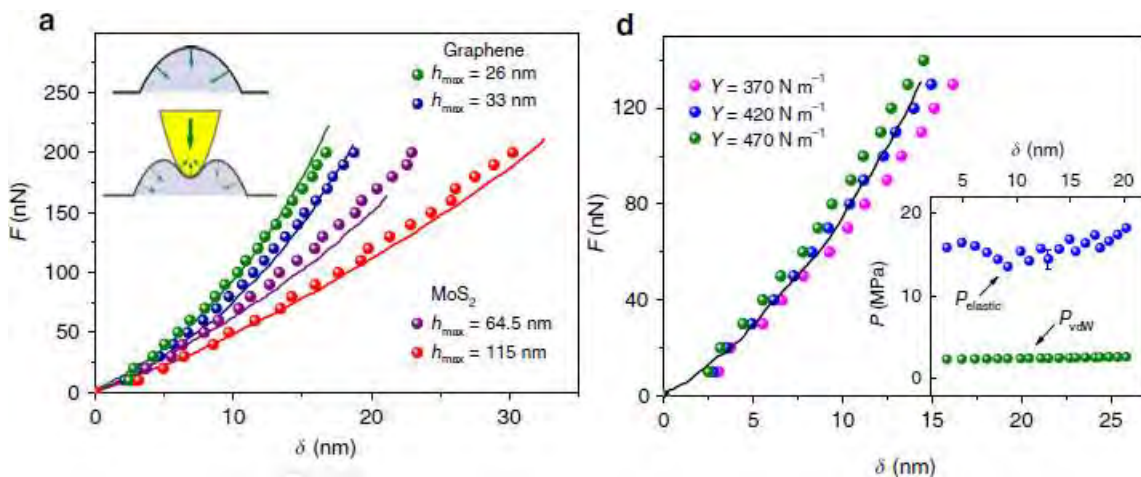 a
F (nN)
250
200
150
100
50
0
0
10
20
30
δ (nm)
Graphene
h_max = 26 nm
h_max = 33 nm
MoS₂
h_max = 64.5 nm
h_max = 115 nm
d
F (nN)
120
80
40
0
0
5
10
15
20
25
δ (nm)
Y = 370 N m⁻¹
Y = 420 N m⁻¹
Y = 470 N m⁻¹
δ (nm)
5
10
15
20
P (MPa)
20
10
0
P_elastic
P_vdW